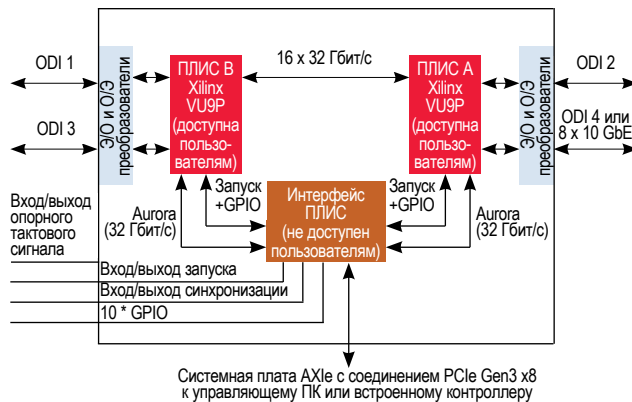 ODI 1
ODI 3
Э/О и О/Э
преобразователи
ПЛИС B
Xilinx
VU9P
(доступна
пользо-
вателям)
16 x 32 Гбит/с
ПЛИС A
Xilinx
VU9P
(доступна
пользо-
вателям)
Э/О и О/Э
преобразователи
ODI 2
ODI 4 или
8 x 10 GbE
Запуск
+GPIO
Запуск
+GPIO
Интерфейс
ПЛИС
(не доступен
пользователям)
Aurora
(32 Гбит/с)
Aurora
(32 Гбит/с)
Вход/выход
опорного
тактового
сигнала
Вход/выход запуска
Вход/выход синхронизации
10 * GPIO
Системная плата AXIe с соединением PCIe Gen3 x8
к управляющему ПК или встроенному контроллеру